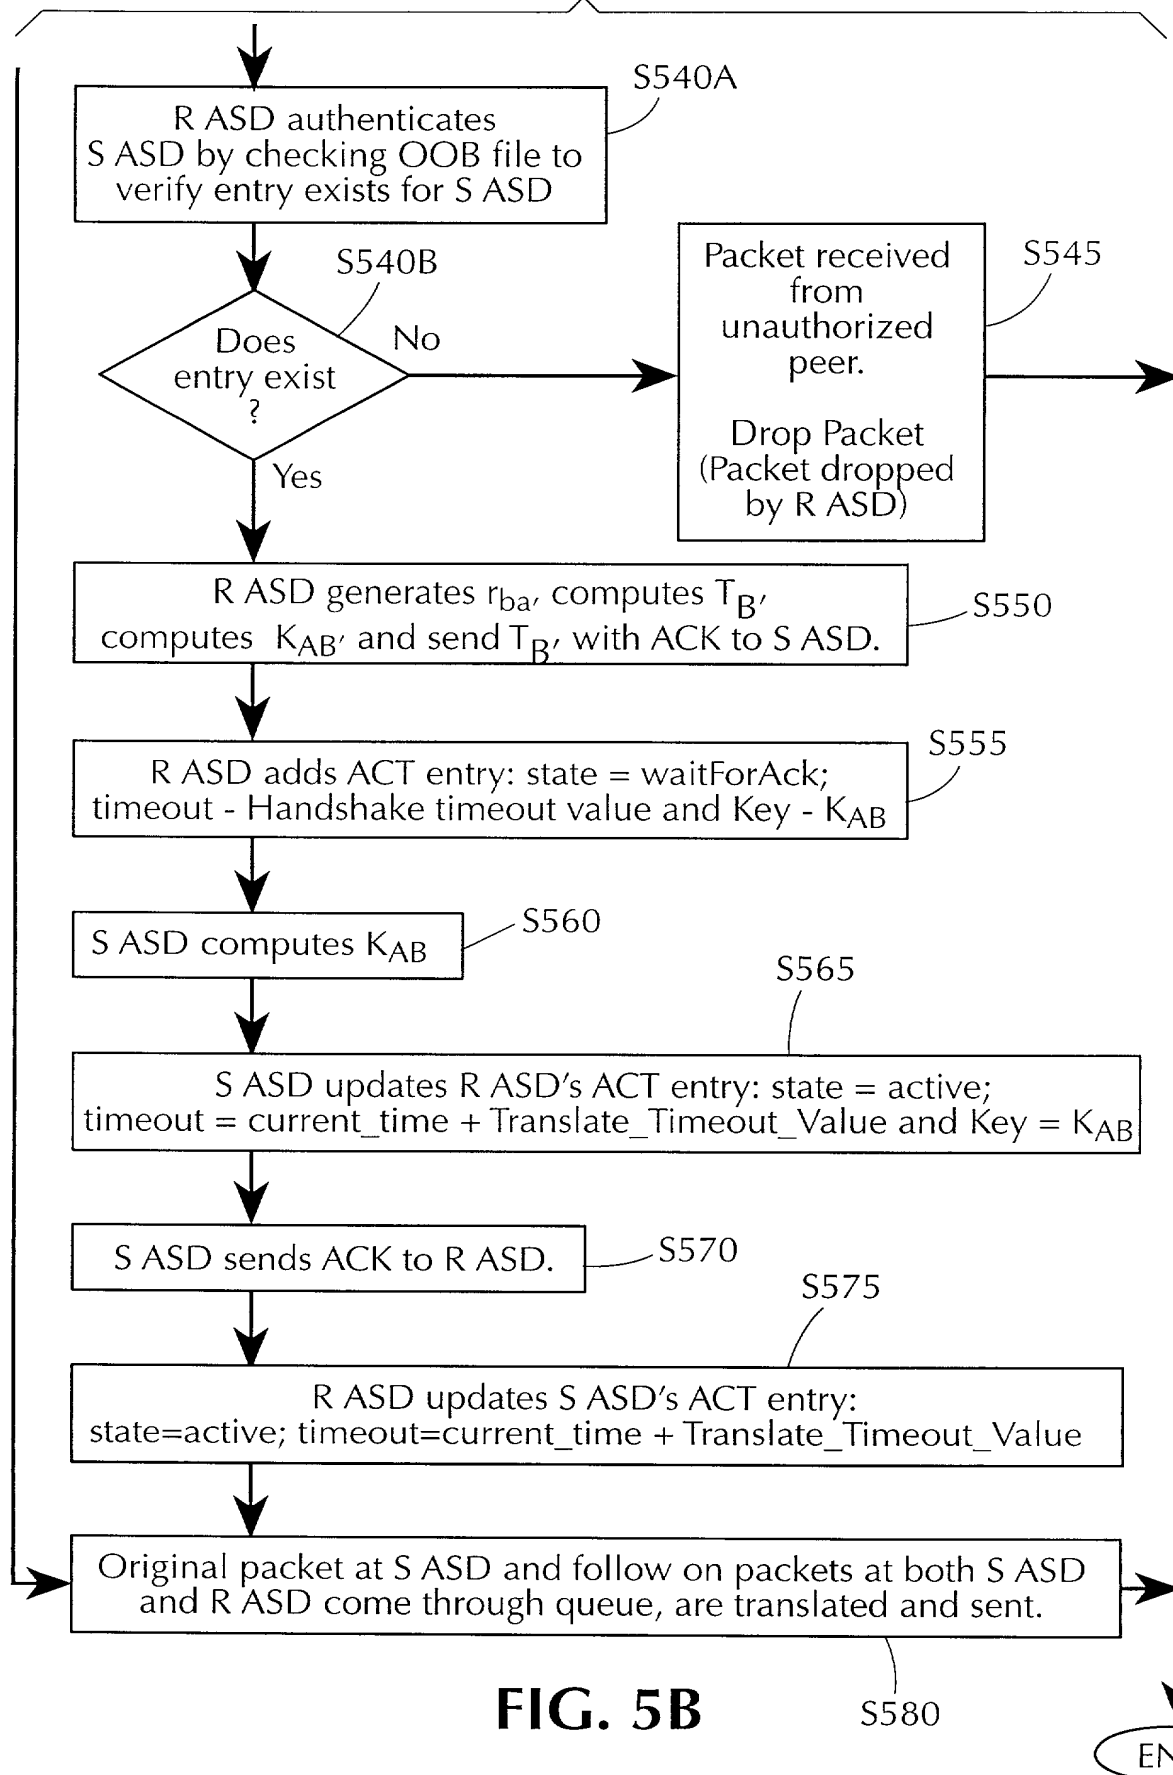 S540A
R ASD authenticates
S ASD by checking OOB file to
verify entry exists for S ASD
S540B
Does
entry exist
?
No
Yes
Packet received
from
unauthorized
peer.
Drop Packet
(Packet dropped
by R ASD)
S545
R ASD generates rba, computes TB,
computes KAB, and send TB, with ACK to S ASD.
S550
R ASD adds ACT entry: state = waitForAck;
timeout - Handshake timeout value and Key - KAB
S555
S ASD computes KAB
S560
S565
S ASD updates R ASD's ACT entry: state = active;
timeout = current_time + Translate_Timeout_Value and Key = KAB
S ASD sends ACK to R ASD.
S570
S575
R ASD updates S ASD's ACT entry:
state=active; timeout=current_time + Translate_Timeout_Value
Original packet at S ASD and follow on packets at both S ASD
and R ASD come through queue, are translated and sent.
S580
FIG. 5B
EN